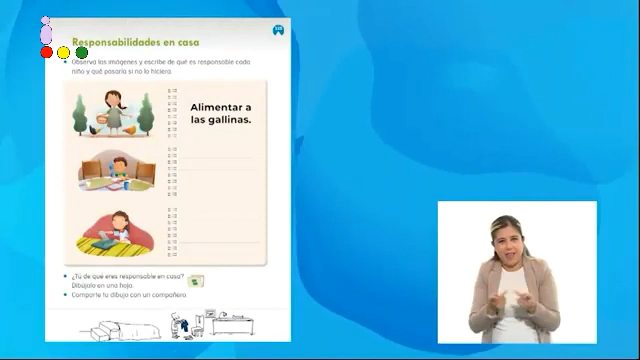 Responsabilidades en casa
Observa las imágenes y escribe de qué es responsable cada
niño y qué pasaría si no lo hiciera.
Alimentar a
las gallinas.
¿Tú de qué eres responsable en casa?
Dibújalo en una hoja.
Comparte tu dibujo con un compañero.